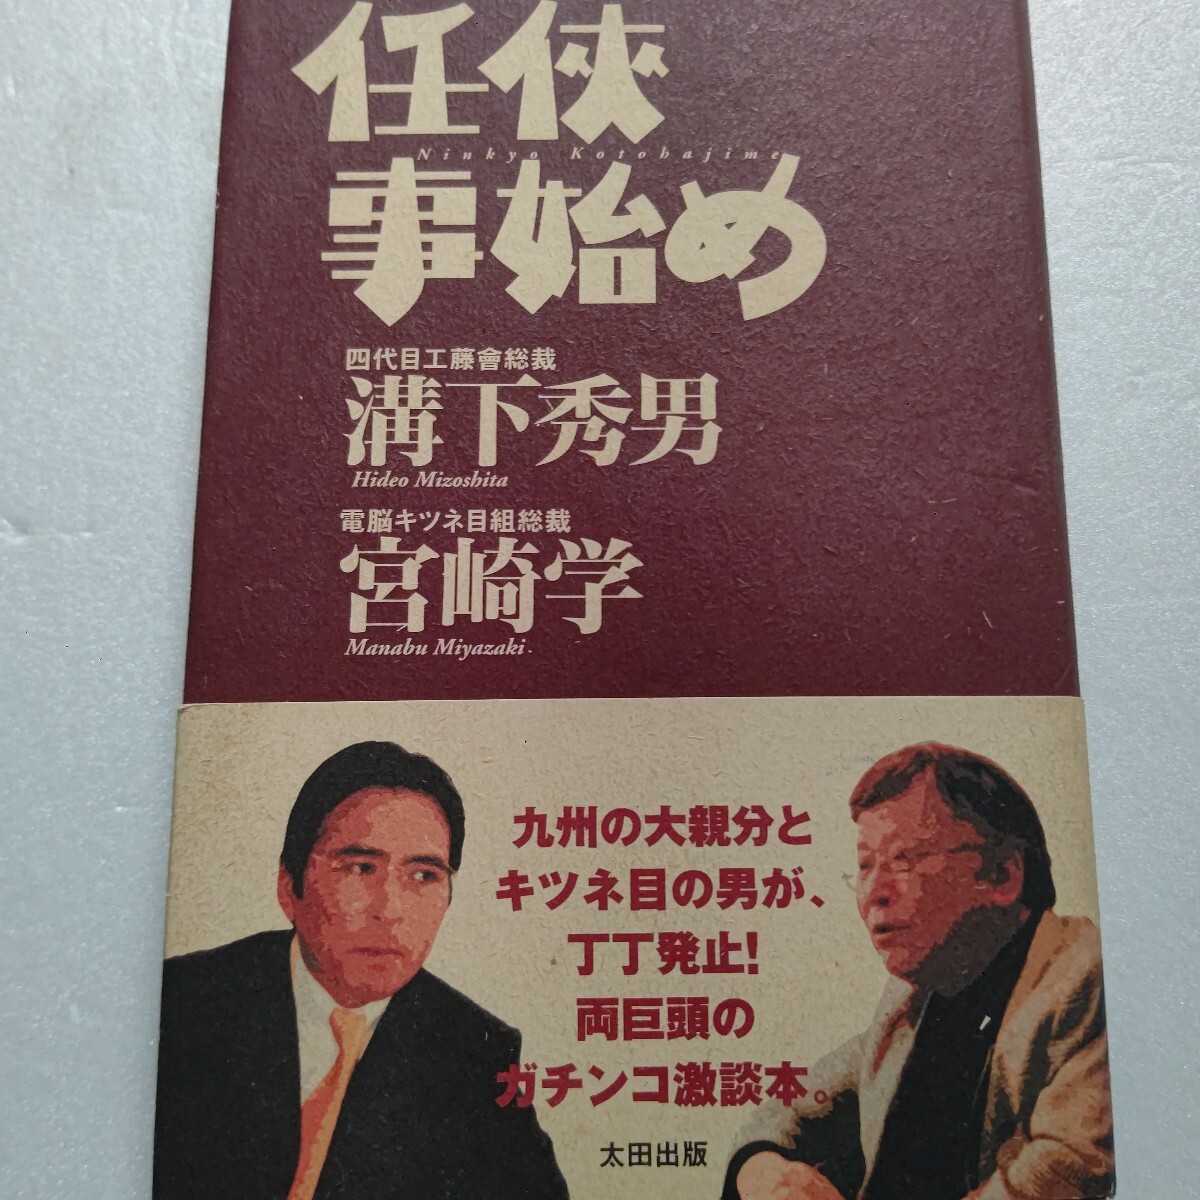 任侠
Ninkyo Kotohajime
事始め
四代目工藤會総裁
溝下秀男
Hideo Mizoshita
電脳キツネ目組総裁
宮崎学
Manabu Miyazaki
九州の大親分と
キツネ目の男が、
丁丁発止！
両巨頭の
ガチンコ激談本。
太田出版